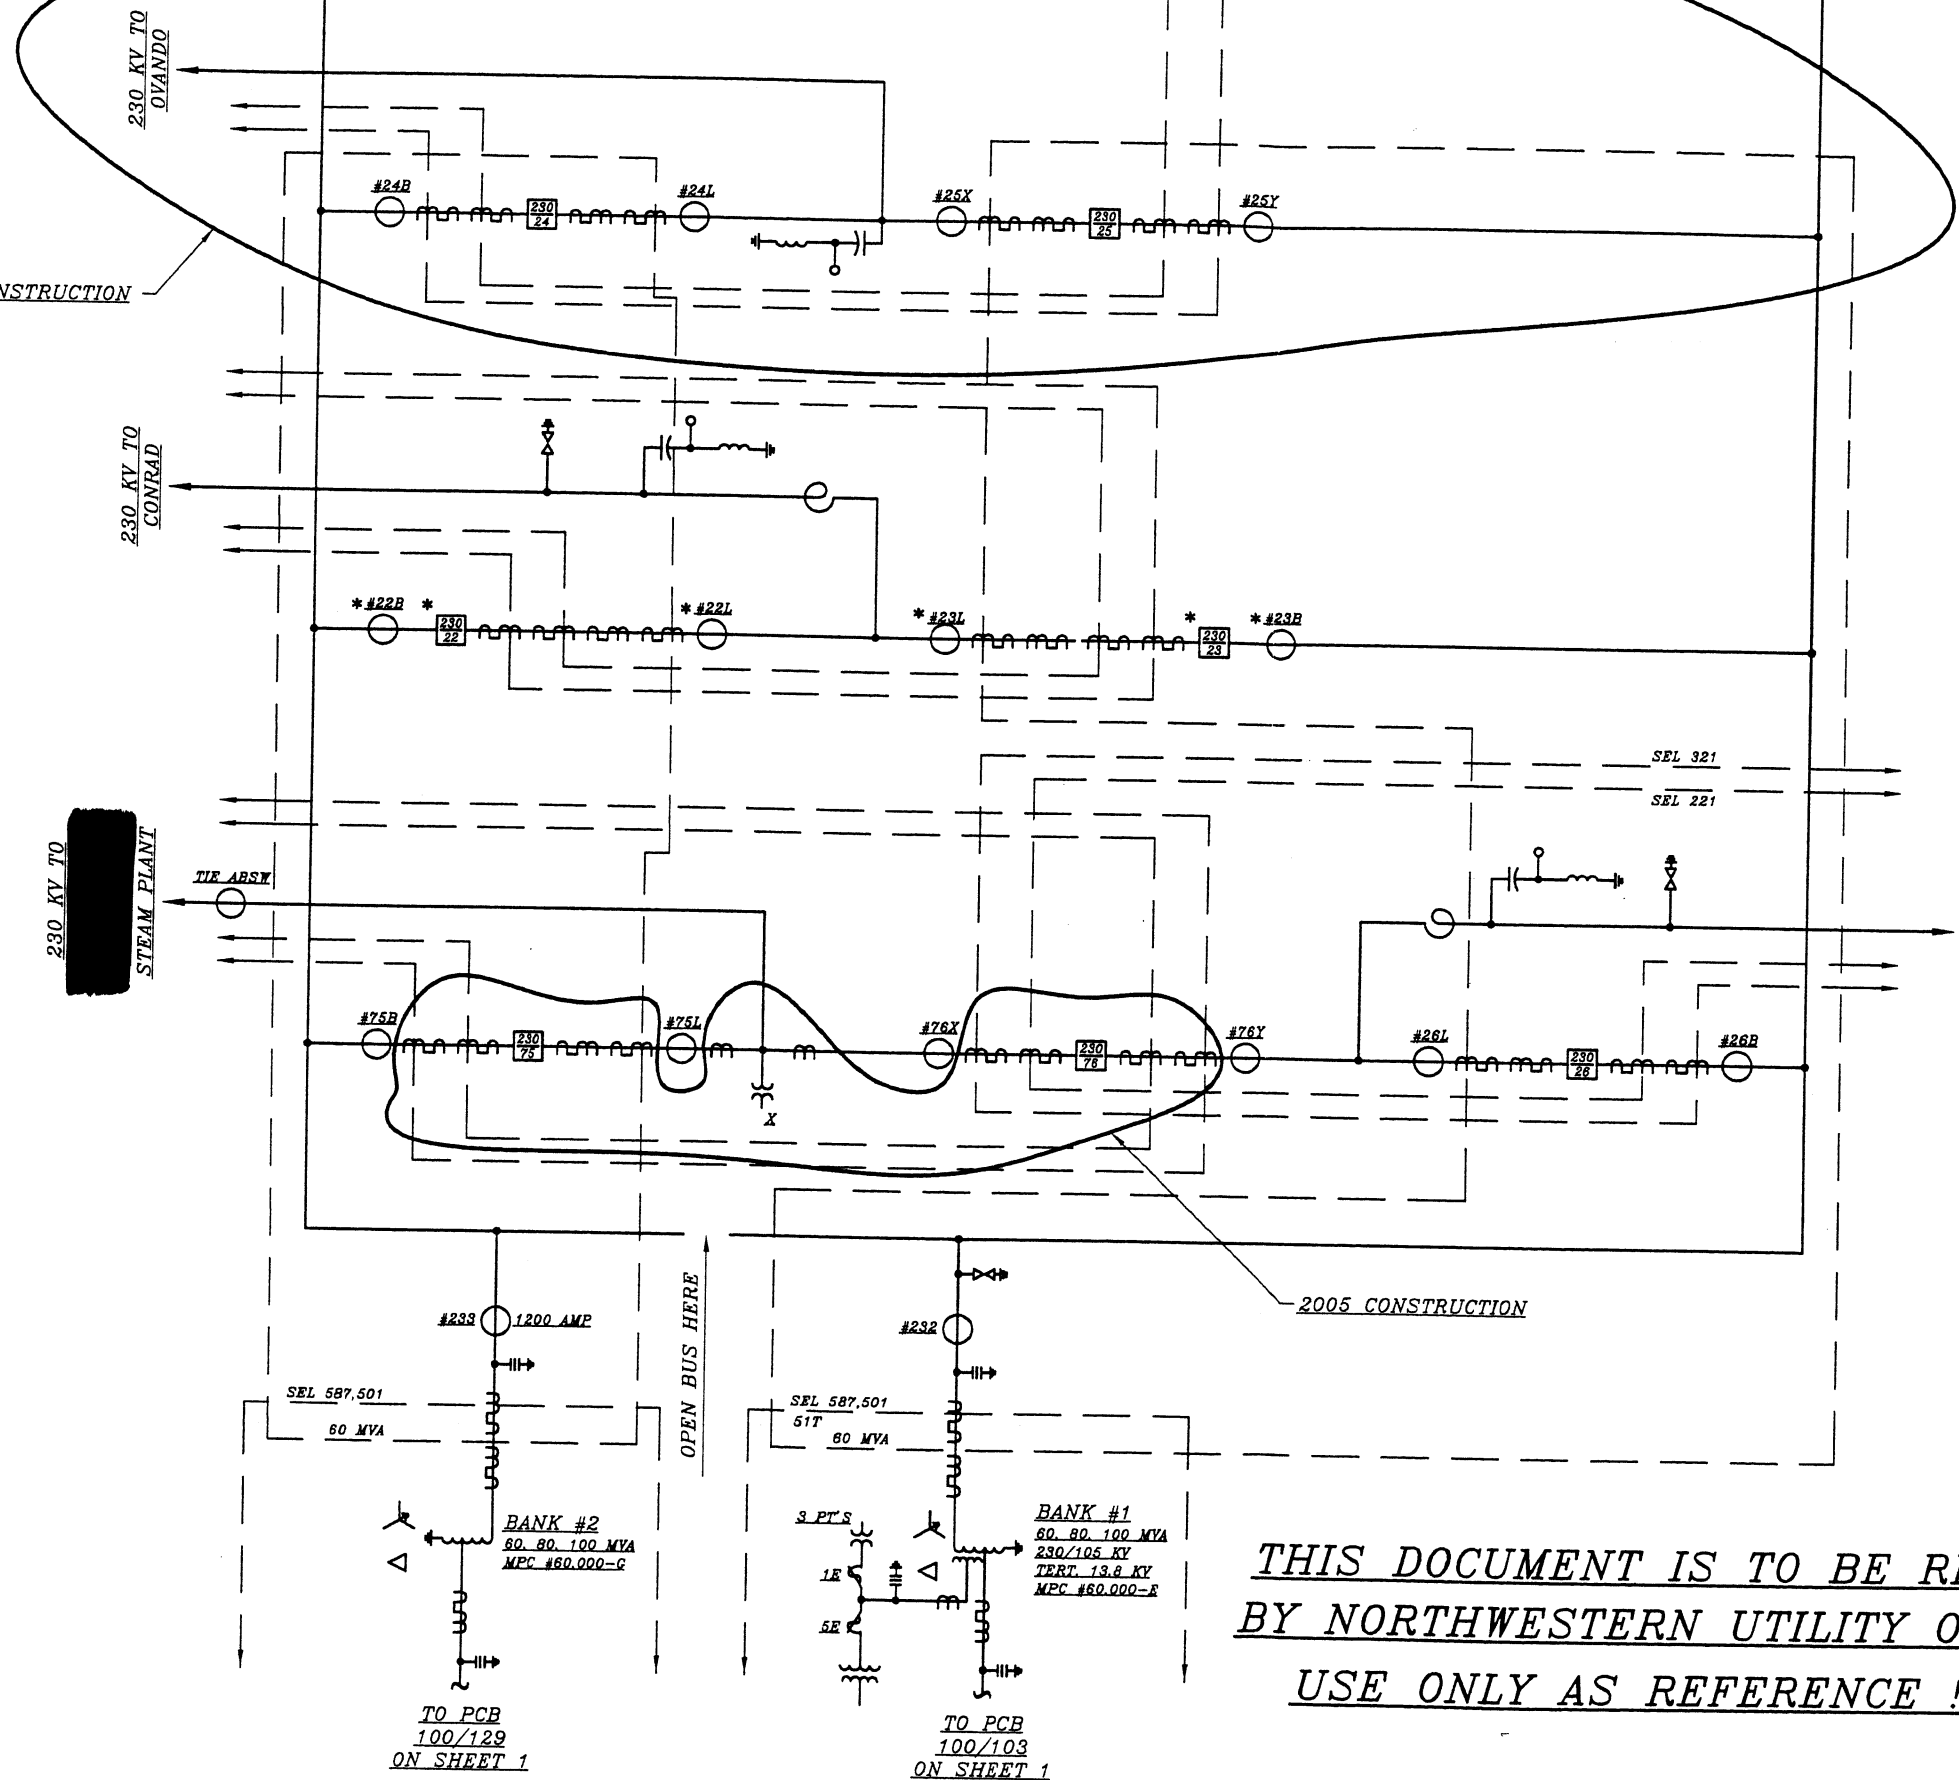 230 KV TO
OVANDO
#24B
230
24
#24L
#25X
230
25
#25Y
NSTRUCTION
230 KV TO
CONRAD
* #22B
*
230
22
* #22L
* #23L
*
230
23
* #23B
SEL 321
SEL 221
230 KV TO
STEAM PLANT
TIE ABSW
#75B
230
75
#75L
#76X
230
76
#76Y
#26L
230
26
#26B
X
2005 CONSTRUCTION
OPEN BUS HERE
#233
1200 AMP
#232
SEL 587,501
60 MVA
SEL 587,501
51T
60 MVA
BANK #2
60, 80, 100 MVA
MPC #60,000-G
3 PT'S
1E
5E
BANK #1
60, 80, 100 MVA
230/105 KV
TERT. 13.8 KV
MPC #60,000-E
TO PCB
100/129
ON SHEET 1
TO PCB
100/103
ON SHEET 1
THIS DOCUMENT IS TO BE RE
BY NORTHWESTERN UTILITY O
USE ONLY AS REFERENCE !